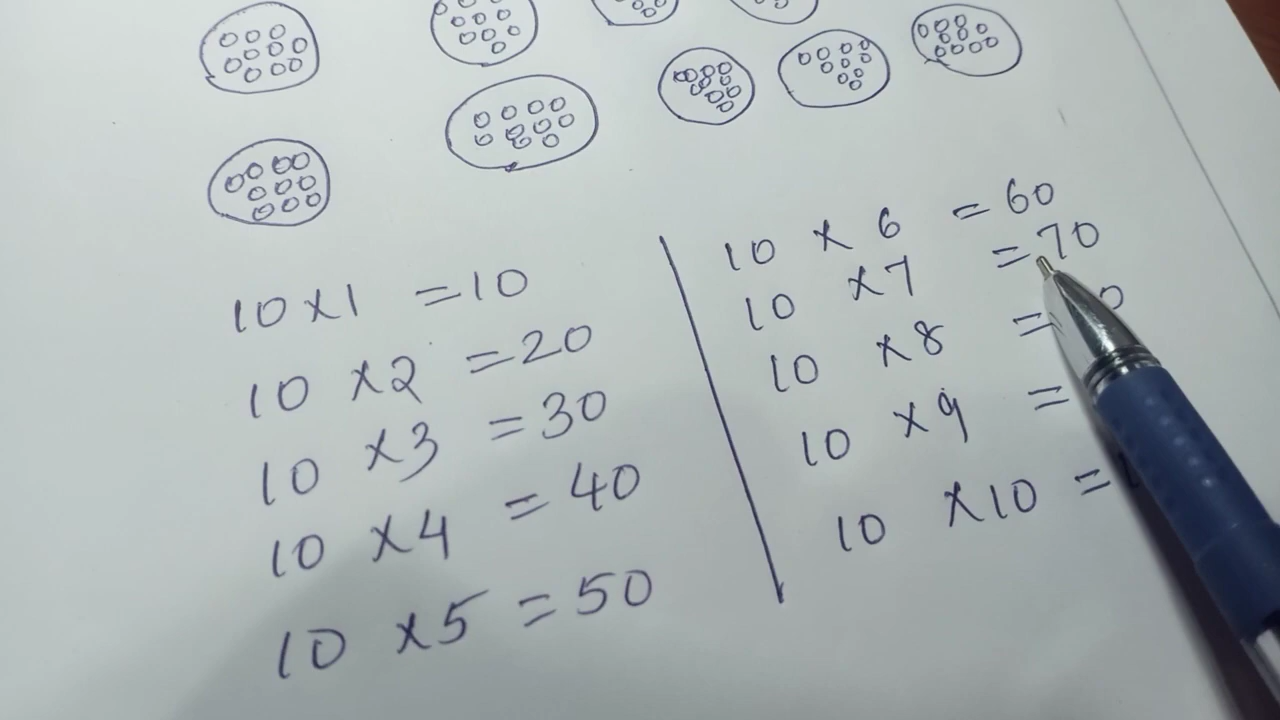 10 ×1 =10
10 ×2 =20
10 ×3 =30
10 ×4 =40
10 ×5 =50
10 × 6 =60
10 ×7 =70
10 ×8 =
10 ×9 =
10 ×10 =